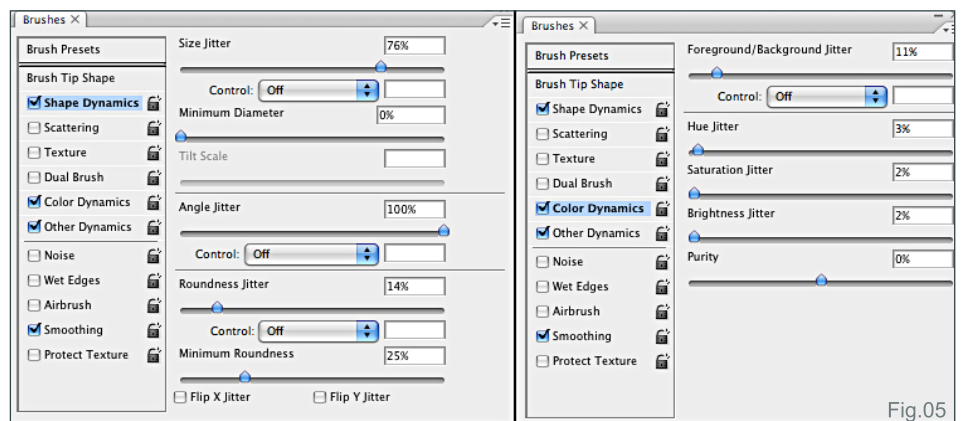 Brushes ×
Brush Presets
Brush Tip Shape
Shape Dynamics
Scattering
Texture
Dual Brush
Color Dynamics
Other Dynamics
Noise
Wet Edges
Airbrush
Smoothing
Protect Texture
Size Jitter 76%
Control: Off
Minimum Diameter 0%
Tilt Scale
Angle Jitter 100%
Control: Off
Roundness Jitter 14%
Control: Off
Minimum Roundness 25%
Flip X Jitter Flip Y Jitter
Brushes ×
Brush Presets
Brush Tip Shape
Shape Dynamics
Scattering
Texture
Dual Brush
Color Dynamics
Other Dynamics
Noise
Wet Edges
Airbrush
Smoothing
Protect Texture
Foreground/Background Jitter 11%
Control: Off
Hue Jitter 3%
Saturation Jitter 2%
Brightness Jitter 2%
Purity 0%
Fig.05